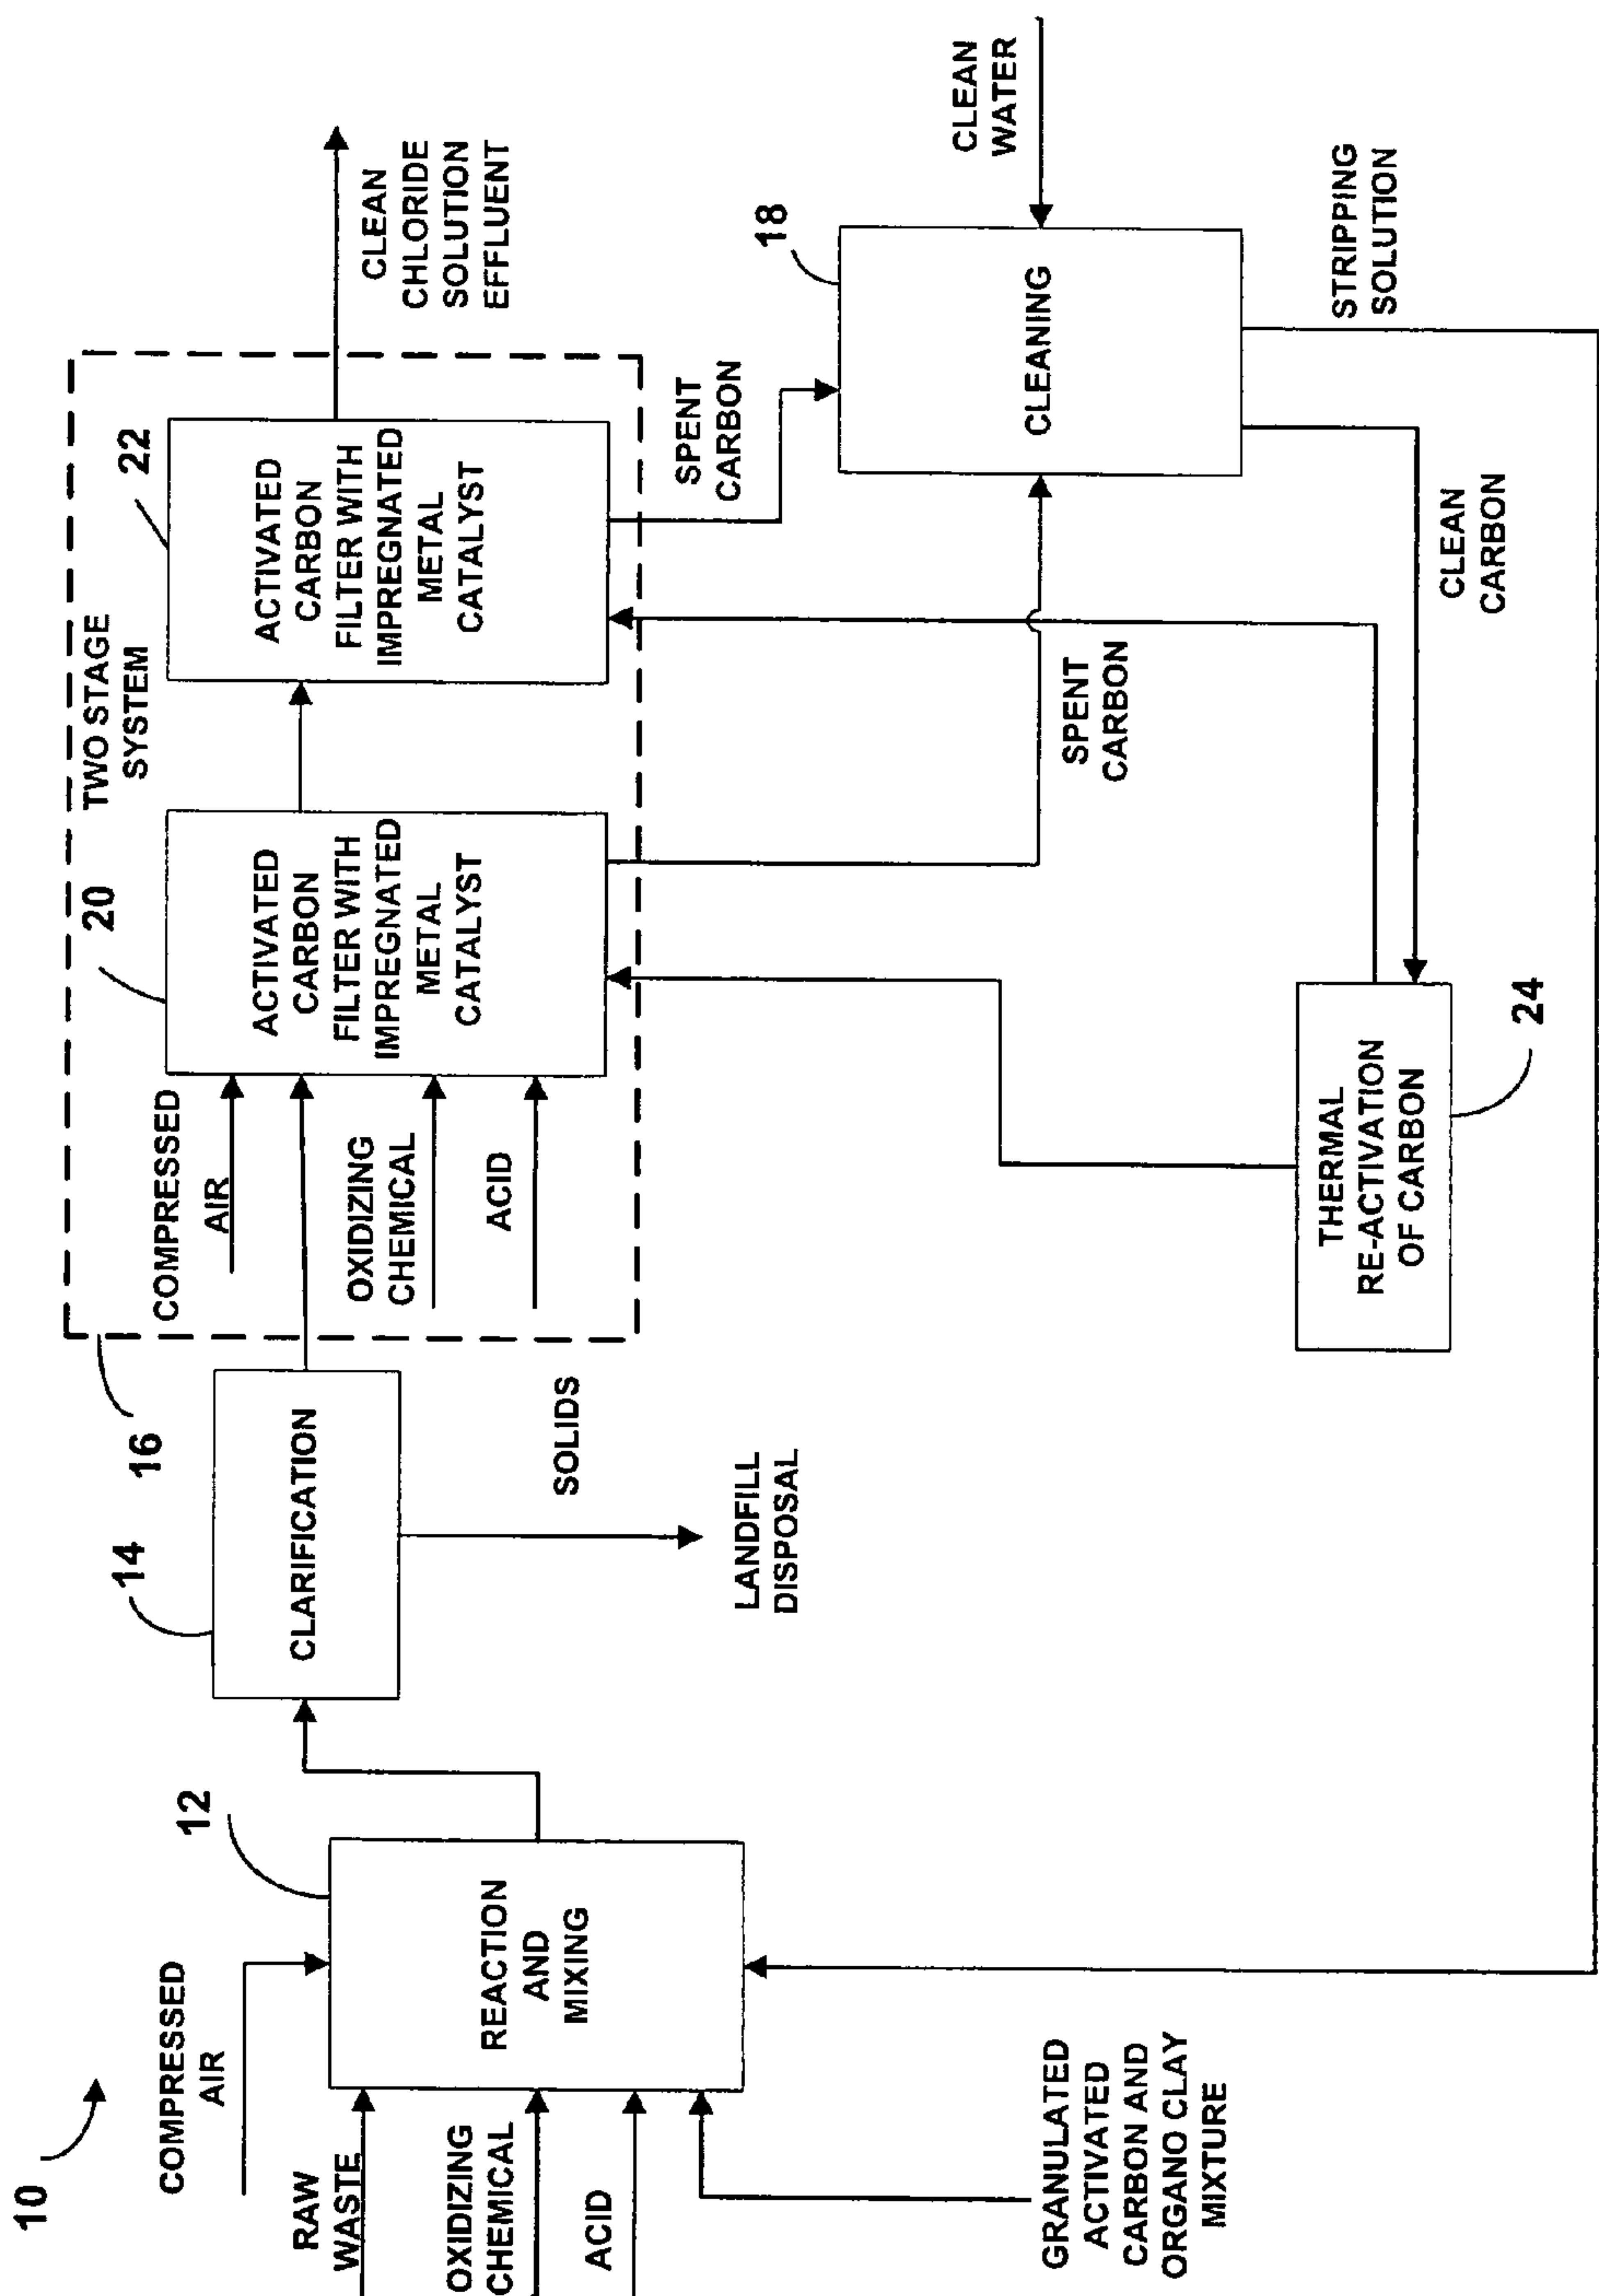 10
COMPRESSED
AIR
RAW
WASTE
OXIDIZING
CHEMICAL
ACID
GRANULATED
ACTIVATED
CARBON AND
ORGANO CLAY
MIXTURE
12
REACTION
AND
MIXING
14
CLARIFICATION
SOLIDS
LANDFILL
DISPOSAL
16
TWO STAGE
SYSTEM
COMPRESSED
AIR
OXIDIZING
CHEMICAL
ACID
20
ACTIVATED
CARBON
FILTER WITH
IMPREGNATED
METAL
CATALYST
22
ACTIVATED
CARBON
FILTER WITH
IMPREGNATED
METAL
CATALYST
CLEAN
CHLORIDE
SOLUTION
EFFLUENT
SPENT
CARBON
SPENT
CARBON
18
CLEANING
CLEAN
WATER
STRIPPING
SOLUTION
CLEAN
CARBON
THERMAL
RE-ACTIVATION
OF CARBON
24